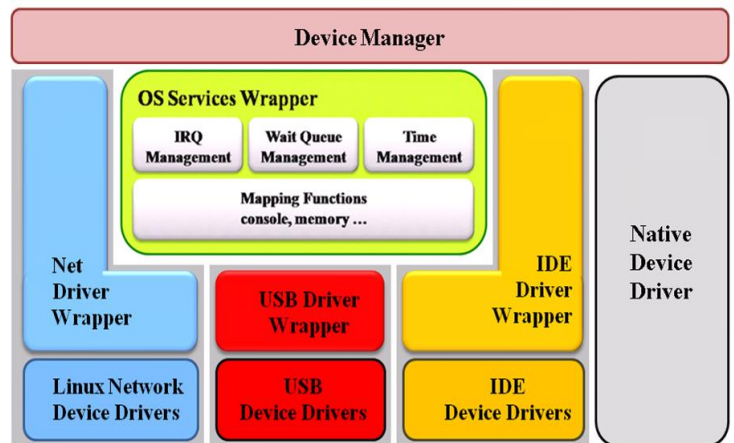 Device Manager
OS Services Wrapper
IRQ
Management
Wait Queue
Management
Time
Management
Mapping Functions
console, memory ...
Net
Driver
Wrapper
USB Driver
Wrapper
IDE
Driver
Wrapper
Native
Device
Driver
Linux Network
Device Drivers
USB
Device Drivers
IDE
Device Drivers